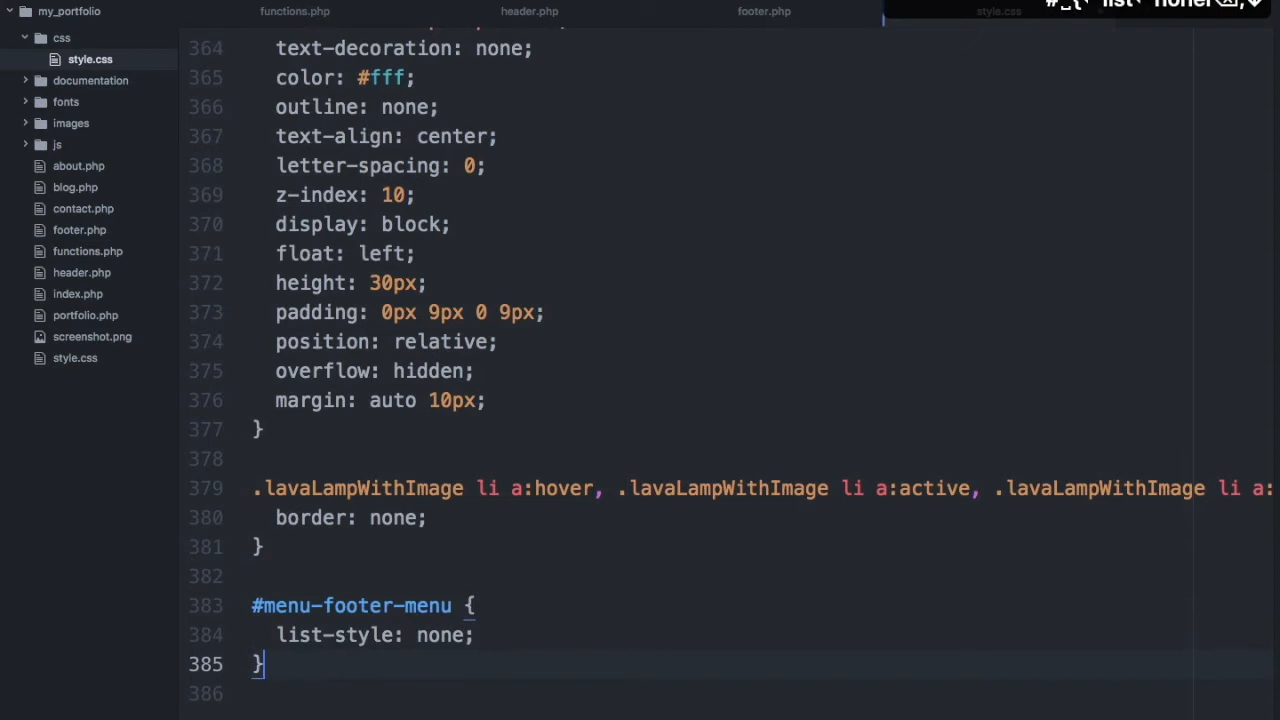 my_portfolio
functions.php
header.php
footer.php
style.css
css
style.css
documentation
fonts
images
js
about.php
blog.php
contact.php
footer.php
functions.php
header.php
index.php
portfolio.php
screenshot.png
style.css
364 text-decoration: none;
365 color: #fff;
366 outline: none;
367 text-align: center;
368 letter-spacing: 0;
369 z-index: 10;
370 display: block;
371 float: left;
372 height: 30px;
373 padding: 0px 9px 0 9px;
374 position: relative;
375 overflow: hidden;
376 margin: auto 10px;
377 }
378
379 .lavaLampWithImage li a:hover, .lavaLampWithImage li a:active, .lavaLampWithImage li a:
380 border: none;
381 }
382
383 #menu-footer-menu {
384 list-style: none;
385 }
386